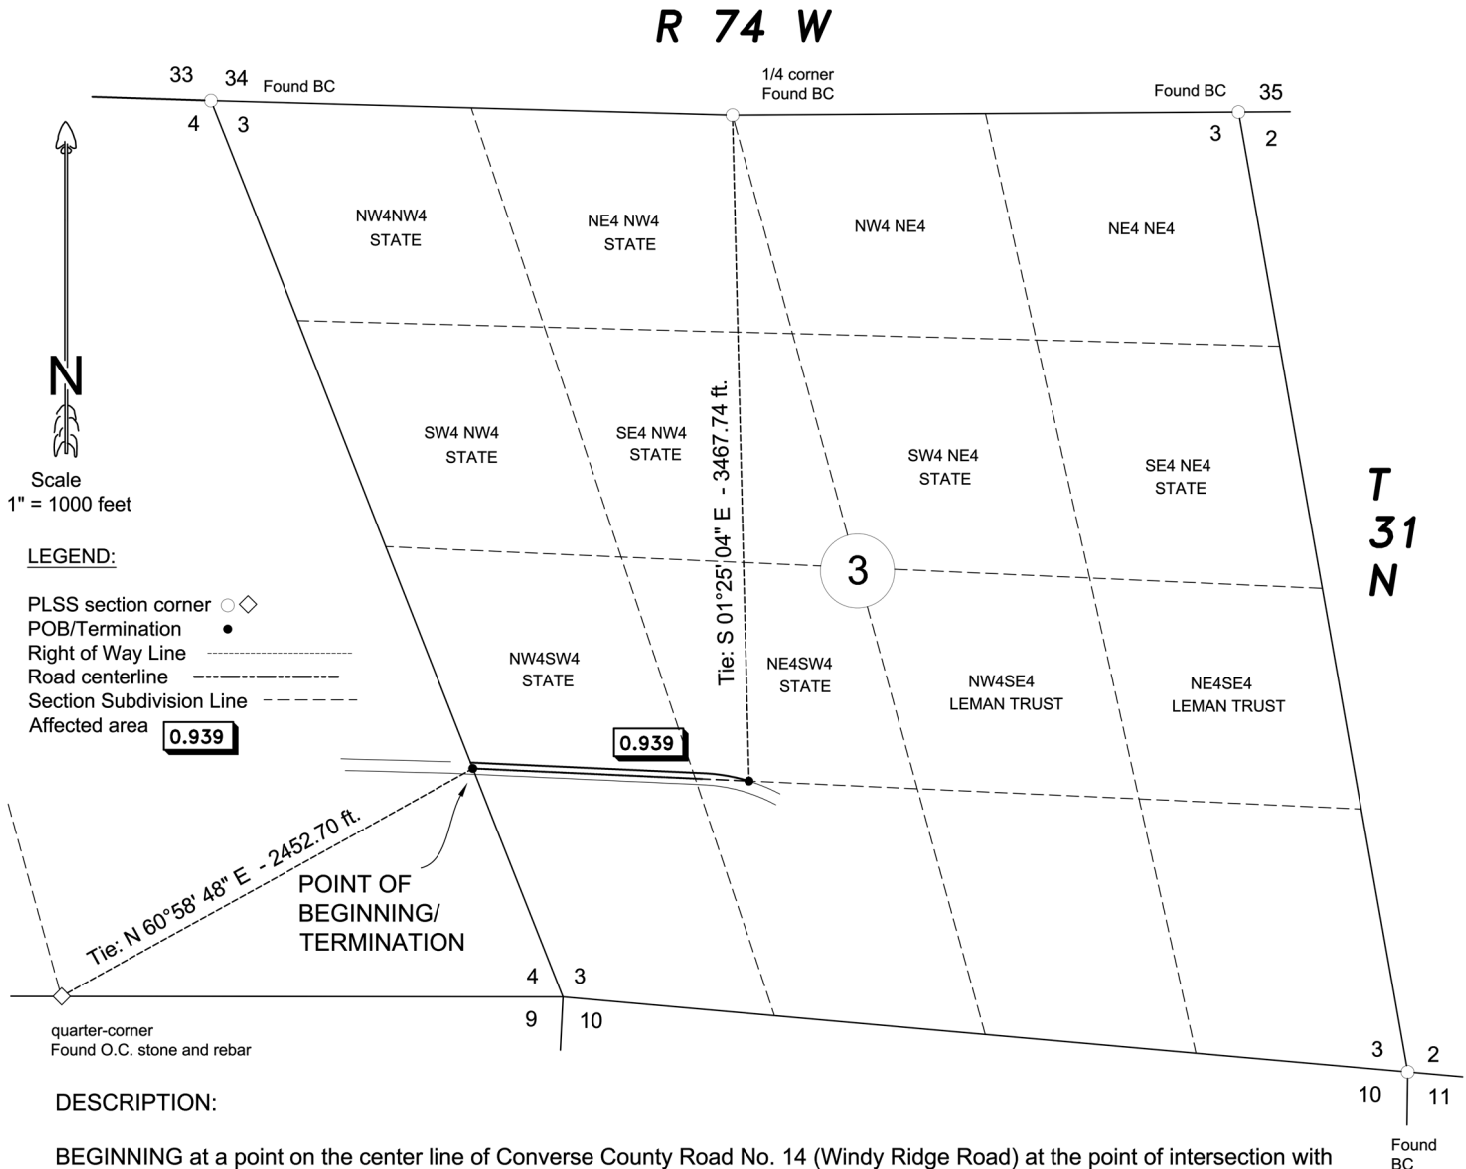 R 74 W
33 34 Found BC
1/4 corner
Found BC
Found BC 35
4 3
3 2
NW4NW4
STATE
NE4 NW4
STATE
NW4 NE4
NE4 NE4
N
Scale
1" = 1000 feet
SW4 NW4
STATE
SE4 NW4
STATE
Tie: S 01°25' 04" E - 3467.74 ft.
SW4 NE4
STATE
SE4 NE4
STATE
T
31
N
3
LEGEND:
PLSS section corner
POB/Termination
Right of Way Line
Road centerline
Section Subdivision Line
Affected area 0.939
NW4SW4
STATE
NE4SW4
STATE
NW4SE4
LEMAN TRUST
NE4SE4
LEMAN TRUST
0.939
Tie: N 60°58' 48" E - 2452.70 ft.
POINT OF
BEGINNING/
TERMINATION
4 3
9 10
quarter-corner
Found O.C. stone and rebar
3 2
10 11
Found
BC
DESCRIPTION:
BEGINNING at a point on the center line of Converse County Road No. 14 (Windy Ridge Road) at the point of intersection with